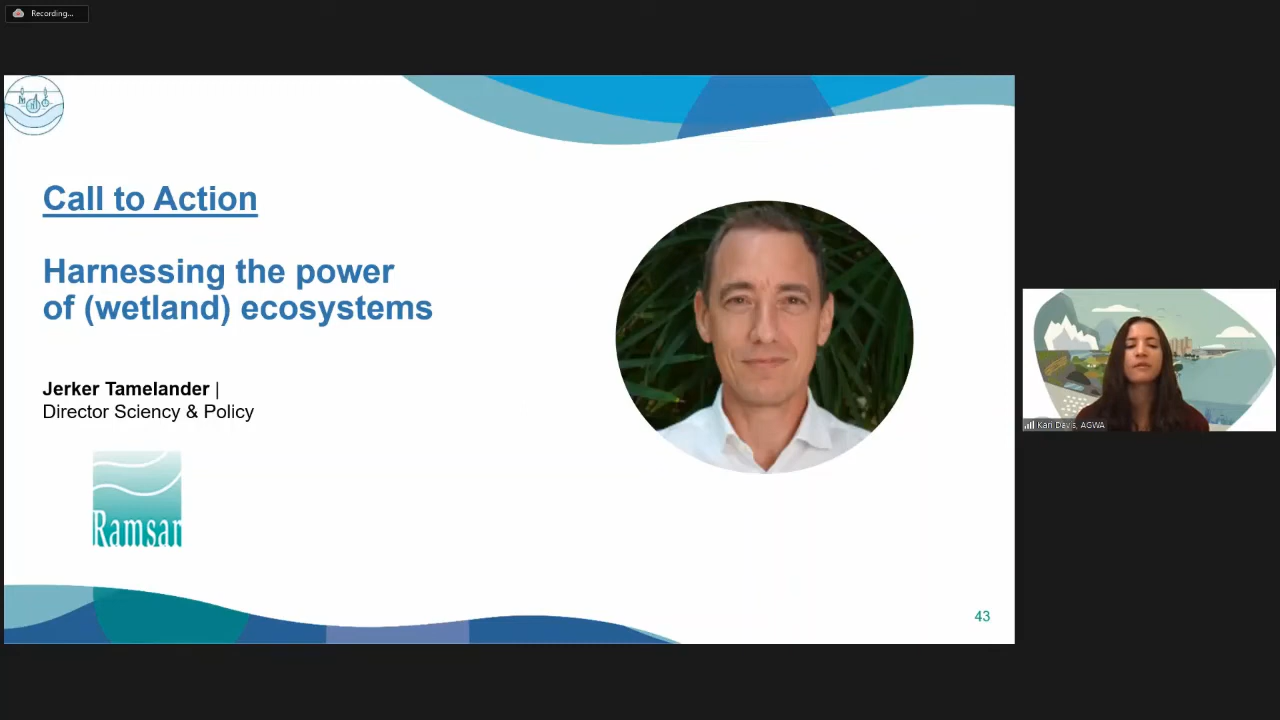 Recording...
Call to Action
Harnessing the power
of (wetland) ecosystems
Jerker Tamelander |
Director Sciency & Policy
Ramsar
43
Kari Davis, AGWA